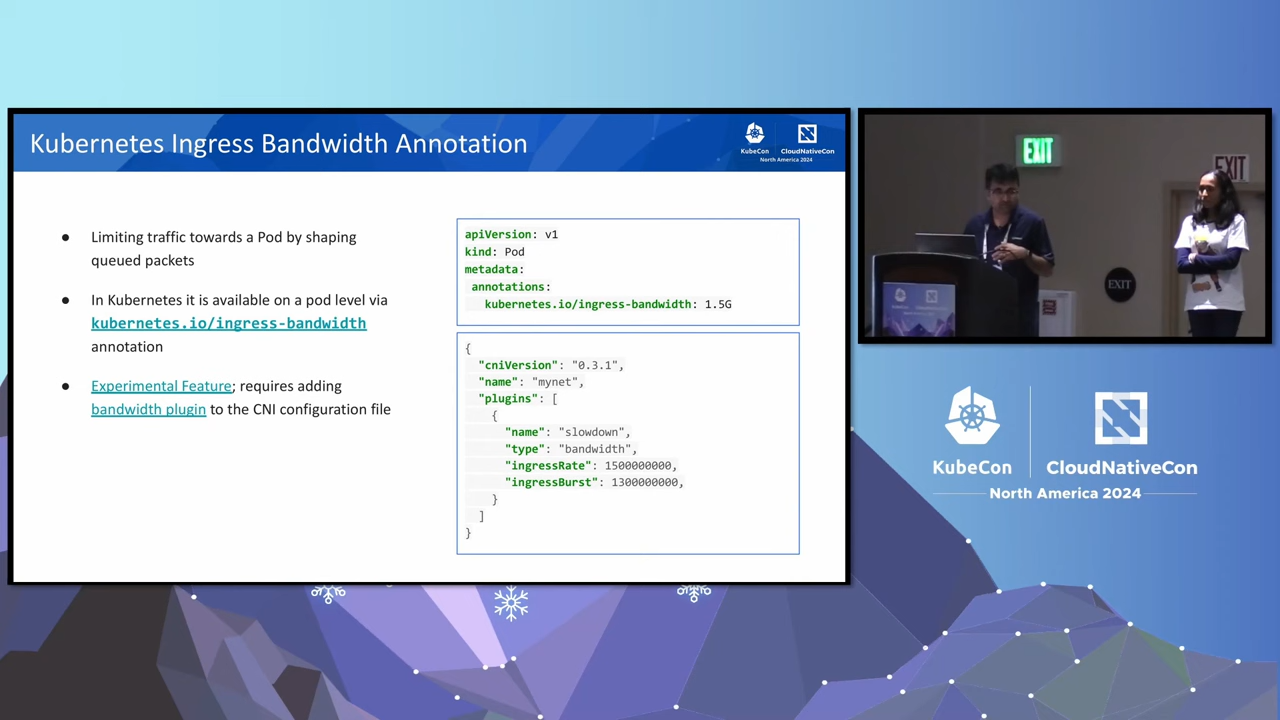 Kubernetes Ingress Bandwidth Annotation
KubeCon
CloudNativeCon
North America 2024
● Limiting traffic towards a Pod by shaping
queued packets
● In Kubernetes it is available on a pod level via
kubernetes.io/ingress-bandwidth
annotation
● Experimental Feature; requires adding
bandwidth plugin to the CNI configuration file
apiVersion: v1
kind: Pod
metadata:
annotations:
kubernetes.io/ingress-bandwidth: 1.5G
{
"cniVersion": "0.3.1",
"name": "mynet",
"plugins": [
{
"name": "slowdown",
"type": "bandwidth",
"ingressRate": 1500000000,
"ingressBurst": 1300000000,
}
]
}
EXIT
EXIT
EXIT
KubeCon
CloudNativeCon
North America 2024